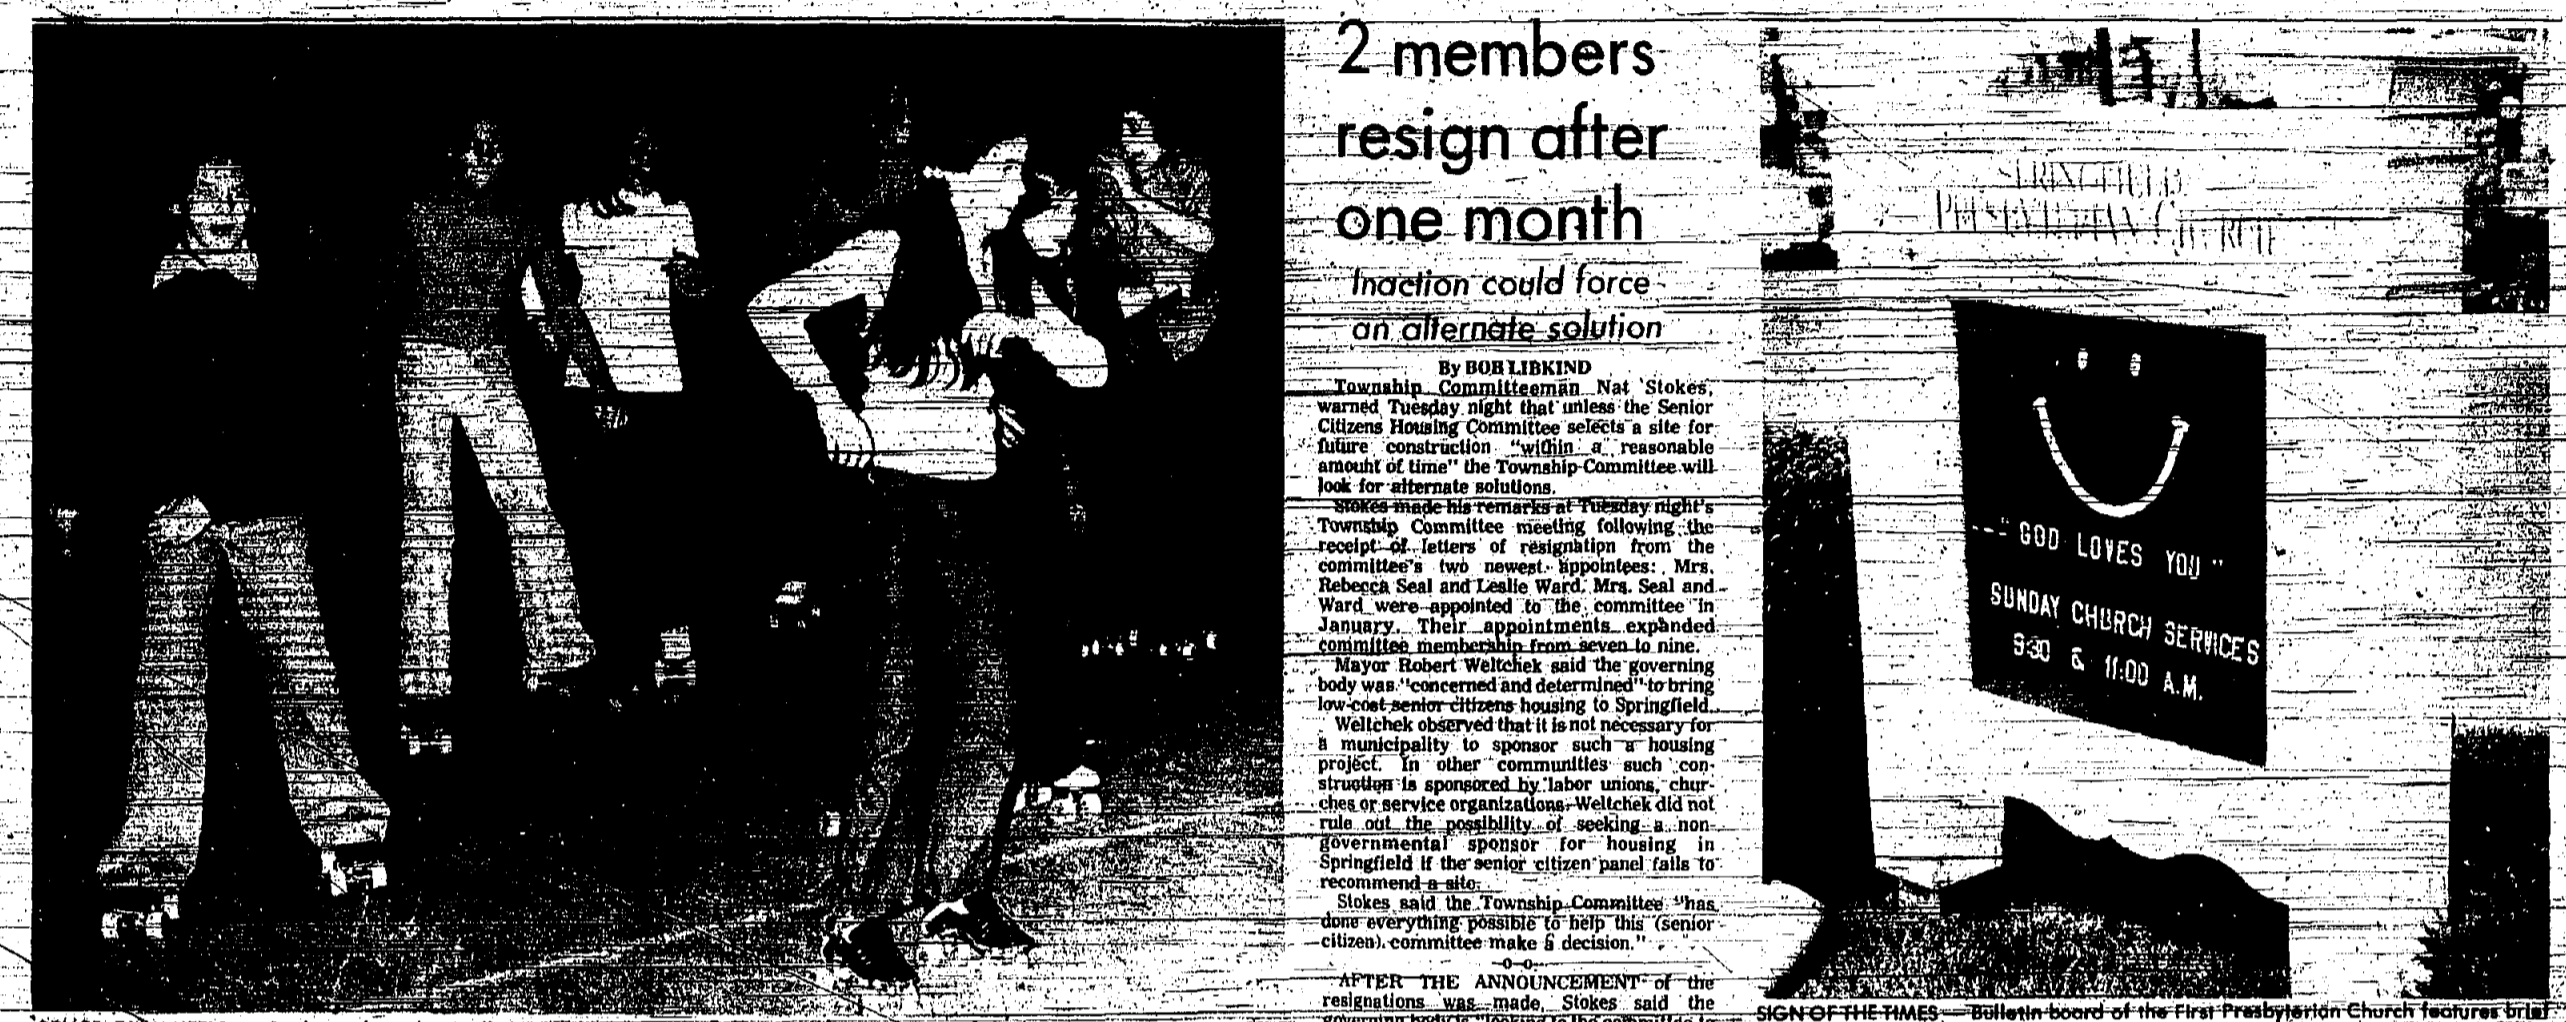 2 members
resign after
one month
Inaction could force
an alternate solution
By BOB LIBKIND
Township Committeeman Nat Stokes,
warned Tuesday night that unless the Senior
Citizens Housing Committee selects a site for
future construction "within a reasonable
amouht of time" the Township Committee will
look for alternate solutions.
Stokes made his remarks at Tuesday night's
Township Committee meeting following the
receipt of letters of resignation from the
committee's two newest appointees: Mrs.
Rebecca Seal and Leslie Ward. Mrs. Seal and
Ward were appointed to the committee in
January. Their appointments expanded
committee membership from seven to nine.
Mayor Robert Weltchek said the governing
body was "concerned and determined" to bring
low-cost senior citizens housing to Springfield.
Weltchek observed that it is not necessary for
a municipality to sponsor such a housing
project. In other communities such con-
struction is sponsored by labor unions, chur-
ches or service organizations. Weltchek did not
rule out the possibility of seeking a non-
governmental sponsor for housing in
Springfield if the senior citizen panel fails to
recommend a site.
Stokes said the Township Committee "has
done everything possible to help this (senior
citizen) committee make a decision."
-o-o-
AFTER THE ANNOUNCEMENT of the
resignations was made, Stokes said the
PRESBYTERIAN CHURCH
--"GOD LOVES YOU"
SUNDAY CHURCH SERVICES
9:30 & 11:00 A.M.
SIGN OF THE TIMES — Bulletin board of the First Presbyterian Church features brief